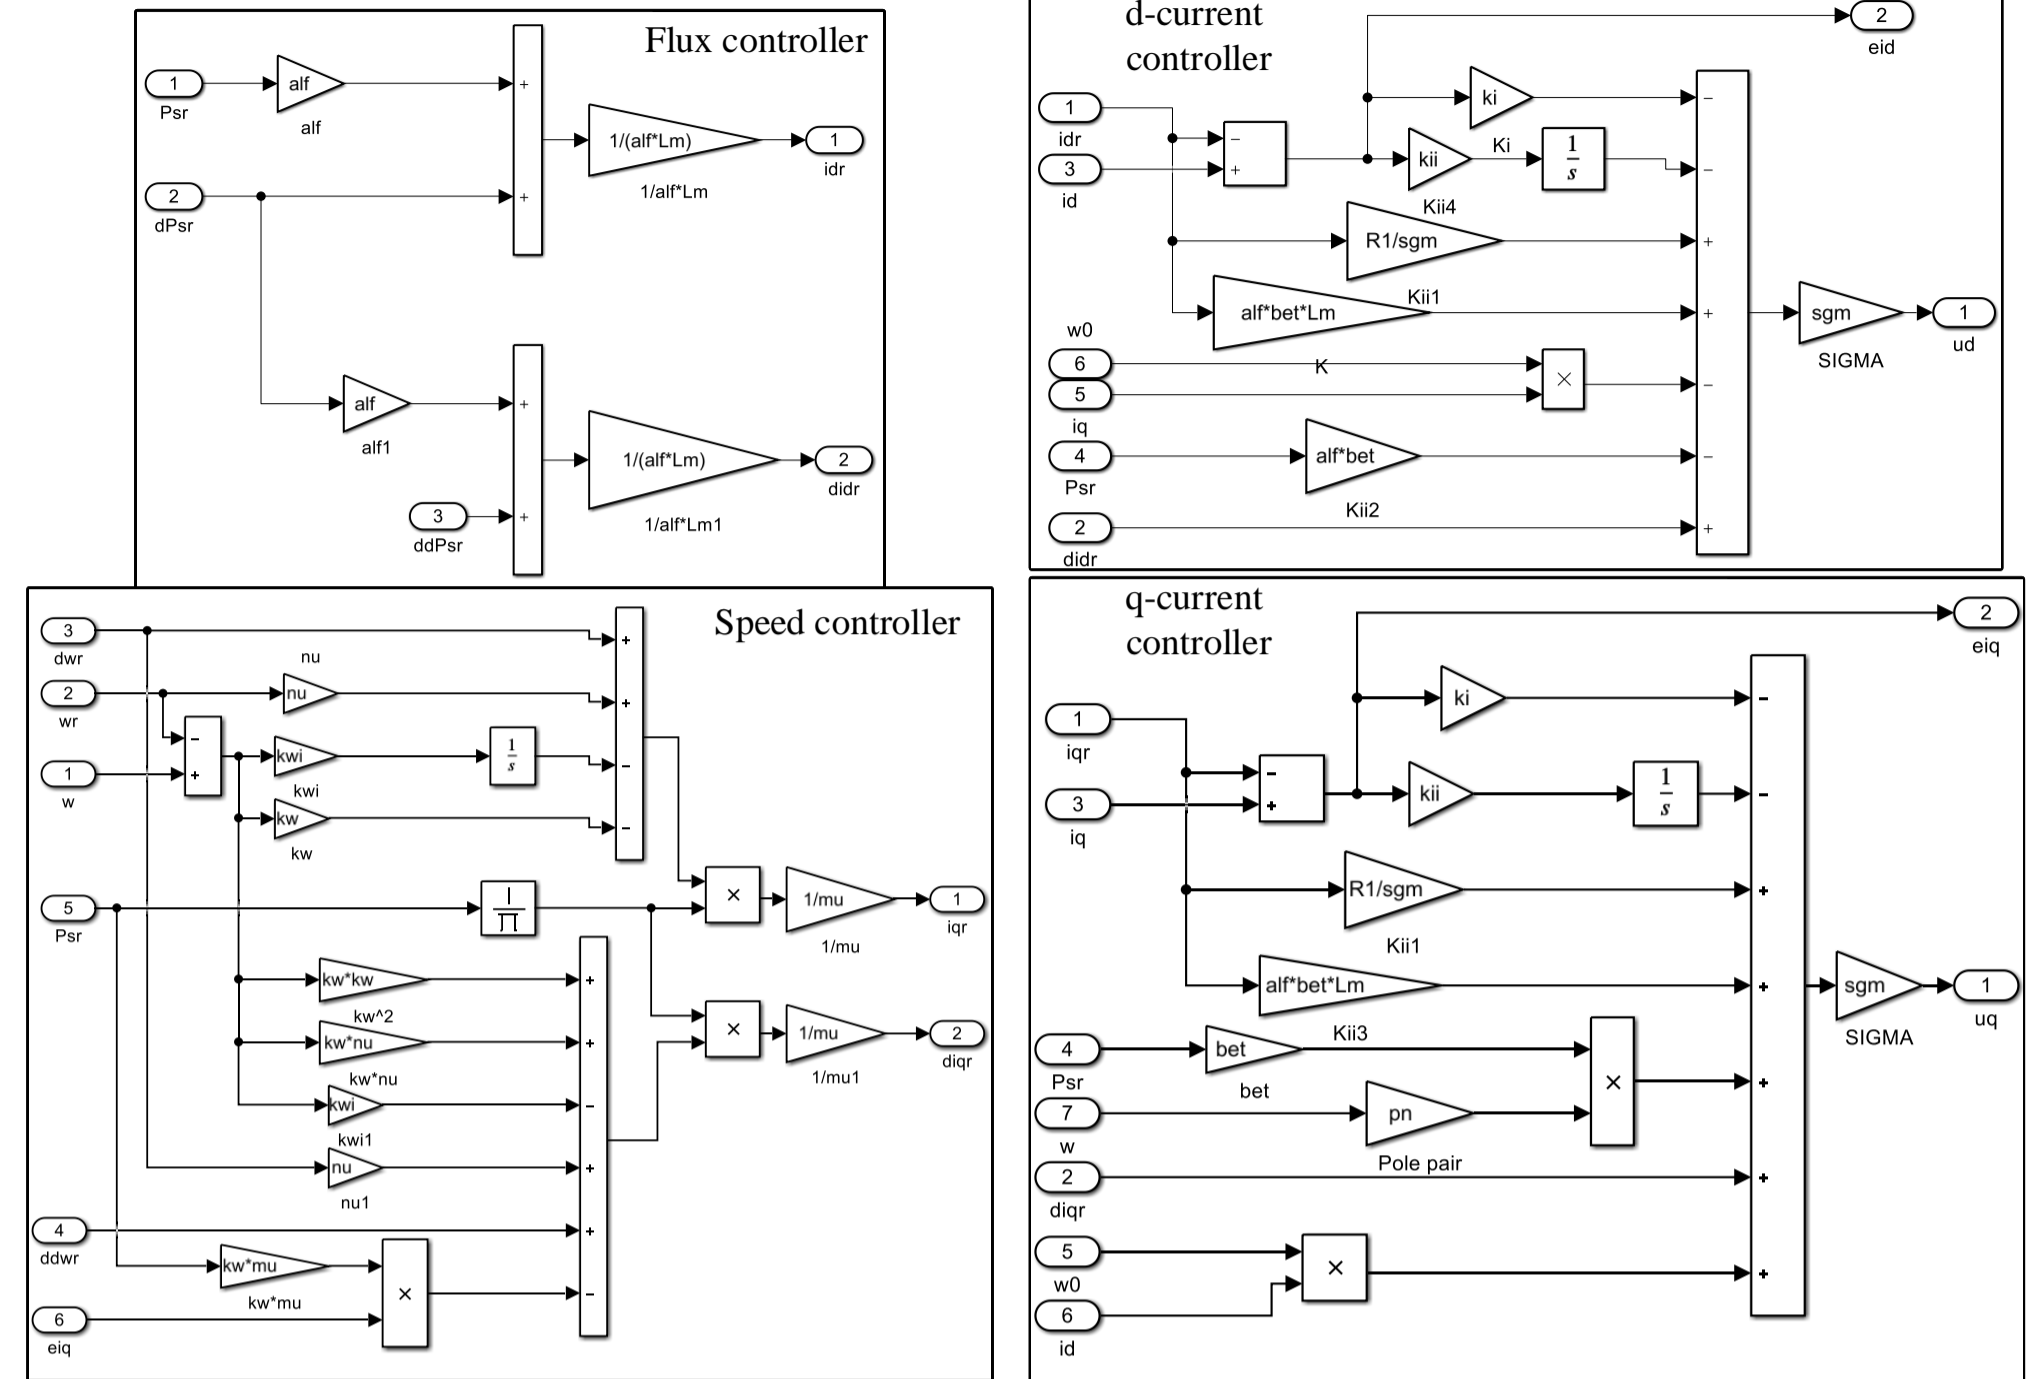 Flux controller
1
Psr
alf
alf
+
1/(alf*Lm)
1/alf*Lm
1
idr
2
dPsr
+
alf
alf1
+
1/(alf*Lm)
1/alf*Lm1
2
didr
3
ddPsr
+
d-current
controller
2
eid
1
idr
3
id
−
+
ki
Ki
kii
Kii4
1
s
R1/sgm
Kii1
alf*bet*Lm
K
w0
6
5
iq
×
4
Psr
alf*bet
Kii2
2
didr
−
−
+
+
−
−
+
sgm
SIGMA
1
ud
Speed controller
3
dwr
nu
2
wr
nu
−
+
1
w
kwi
kwi
1
s
kw
kw
+
+
−
−
5
Psr
1
∏
×
1/mu
1/mu
1
iqr
kw*kw
kw^2
kw*nu
kw*nu
kwi
kwi1
nu
nu1
+
+
−
+
+
−
×
1/mu
1/mu1
2
diqr
4
ddwr
kw*mu
kw*mu
×
6
eiq
q-current
controller
2
eiq
1
iqr
3
iq
-
+
ki
kii
1
s
R1/sgm
Kii1
alf*bet*Lm
Kii3
4
Psr
bet
bet
7
w
pn
Pole pair
×
2
diqr
5
w0
6
id
×
-
-
+
+
+
+
+
sgm
SIGMA
1
uq